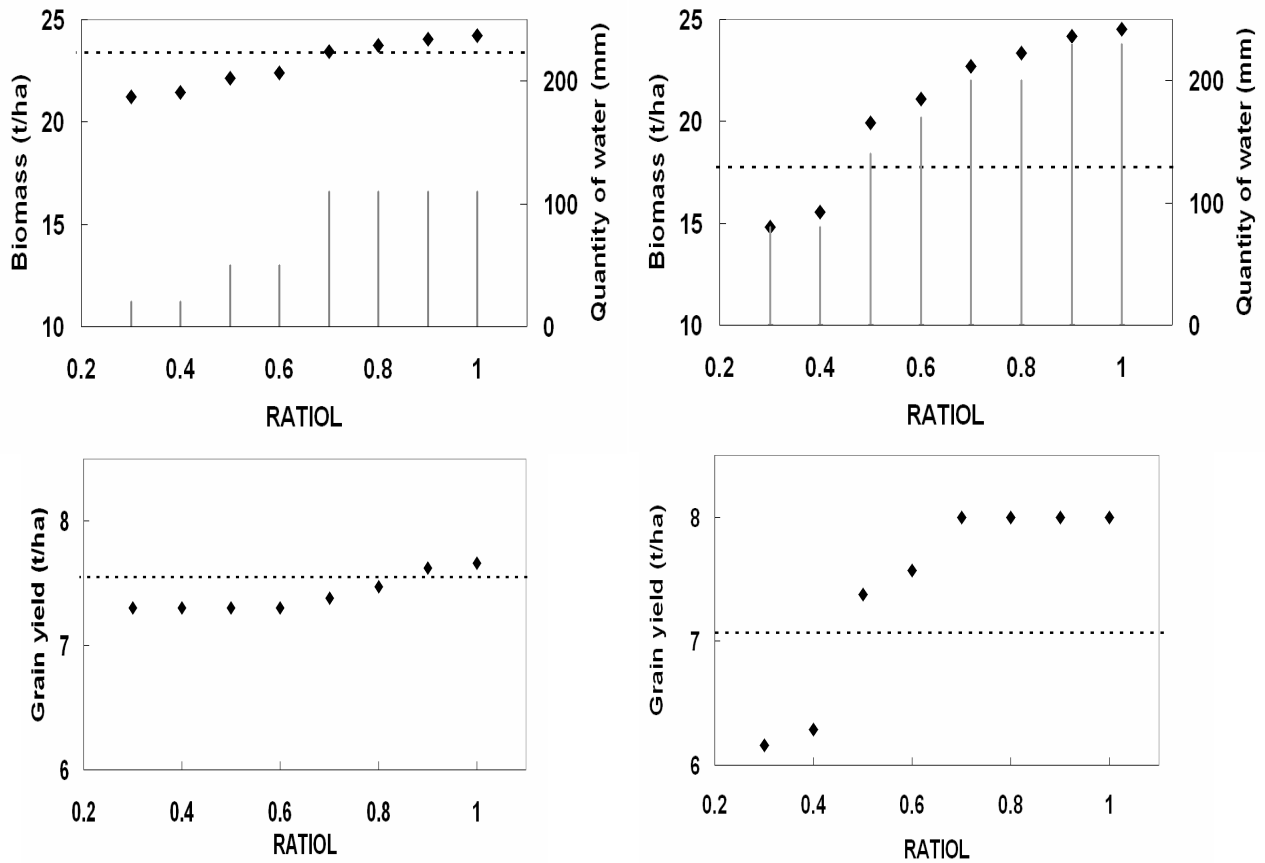 25
20
15
10
Biomass (t/ha)
200
100
0
Quantity of water (mm)
0.2 0.4 0.6 0.8 1
RATIOL
25
20
15
10
Biomass (t/ha)
200
100
0
Quantity of water (mm)
0.2 0.4 0.6 0.8 1
RATIOL
8
7
6
Grain yield (t/ha)
0.2 0.4 0.6 0.8 1
RATIOL
8
7
6
Grain yield (t/ha)
0.2 0.4 0.6 0.8 1
RATIOL